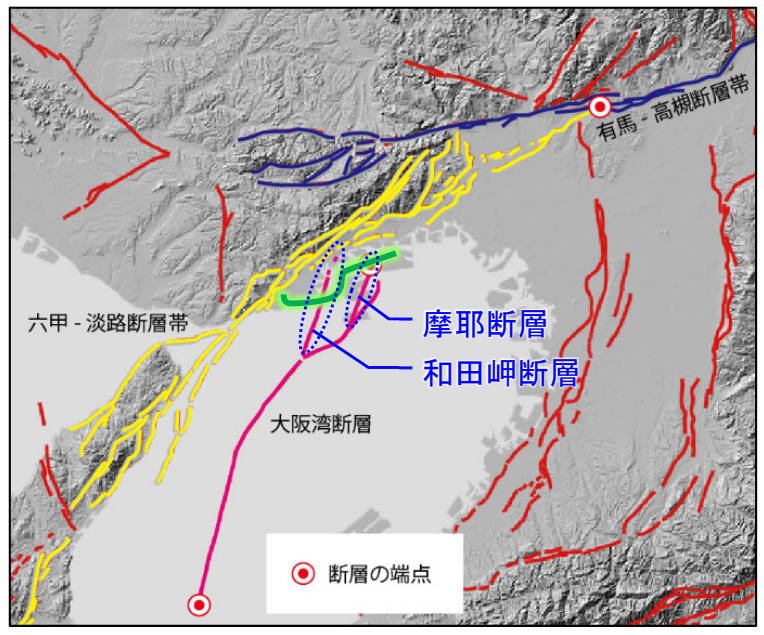 有馬 - 高槻断層帯
六甲 - 淡路断層帯
摩耶断層
和田岬断層
大阪湾断層
断層の端点